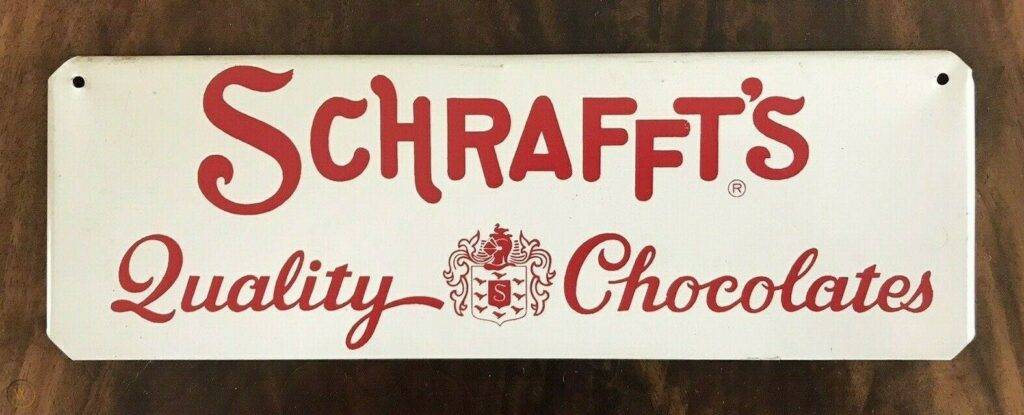 SCHRAFFT'S®
Quality S Chocolates
W